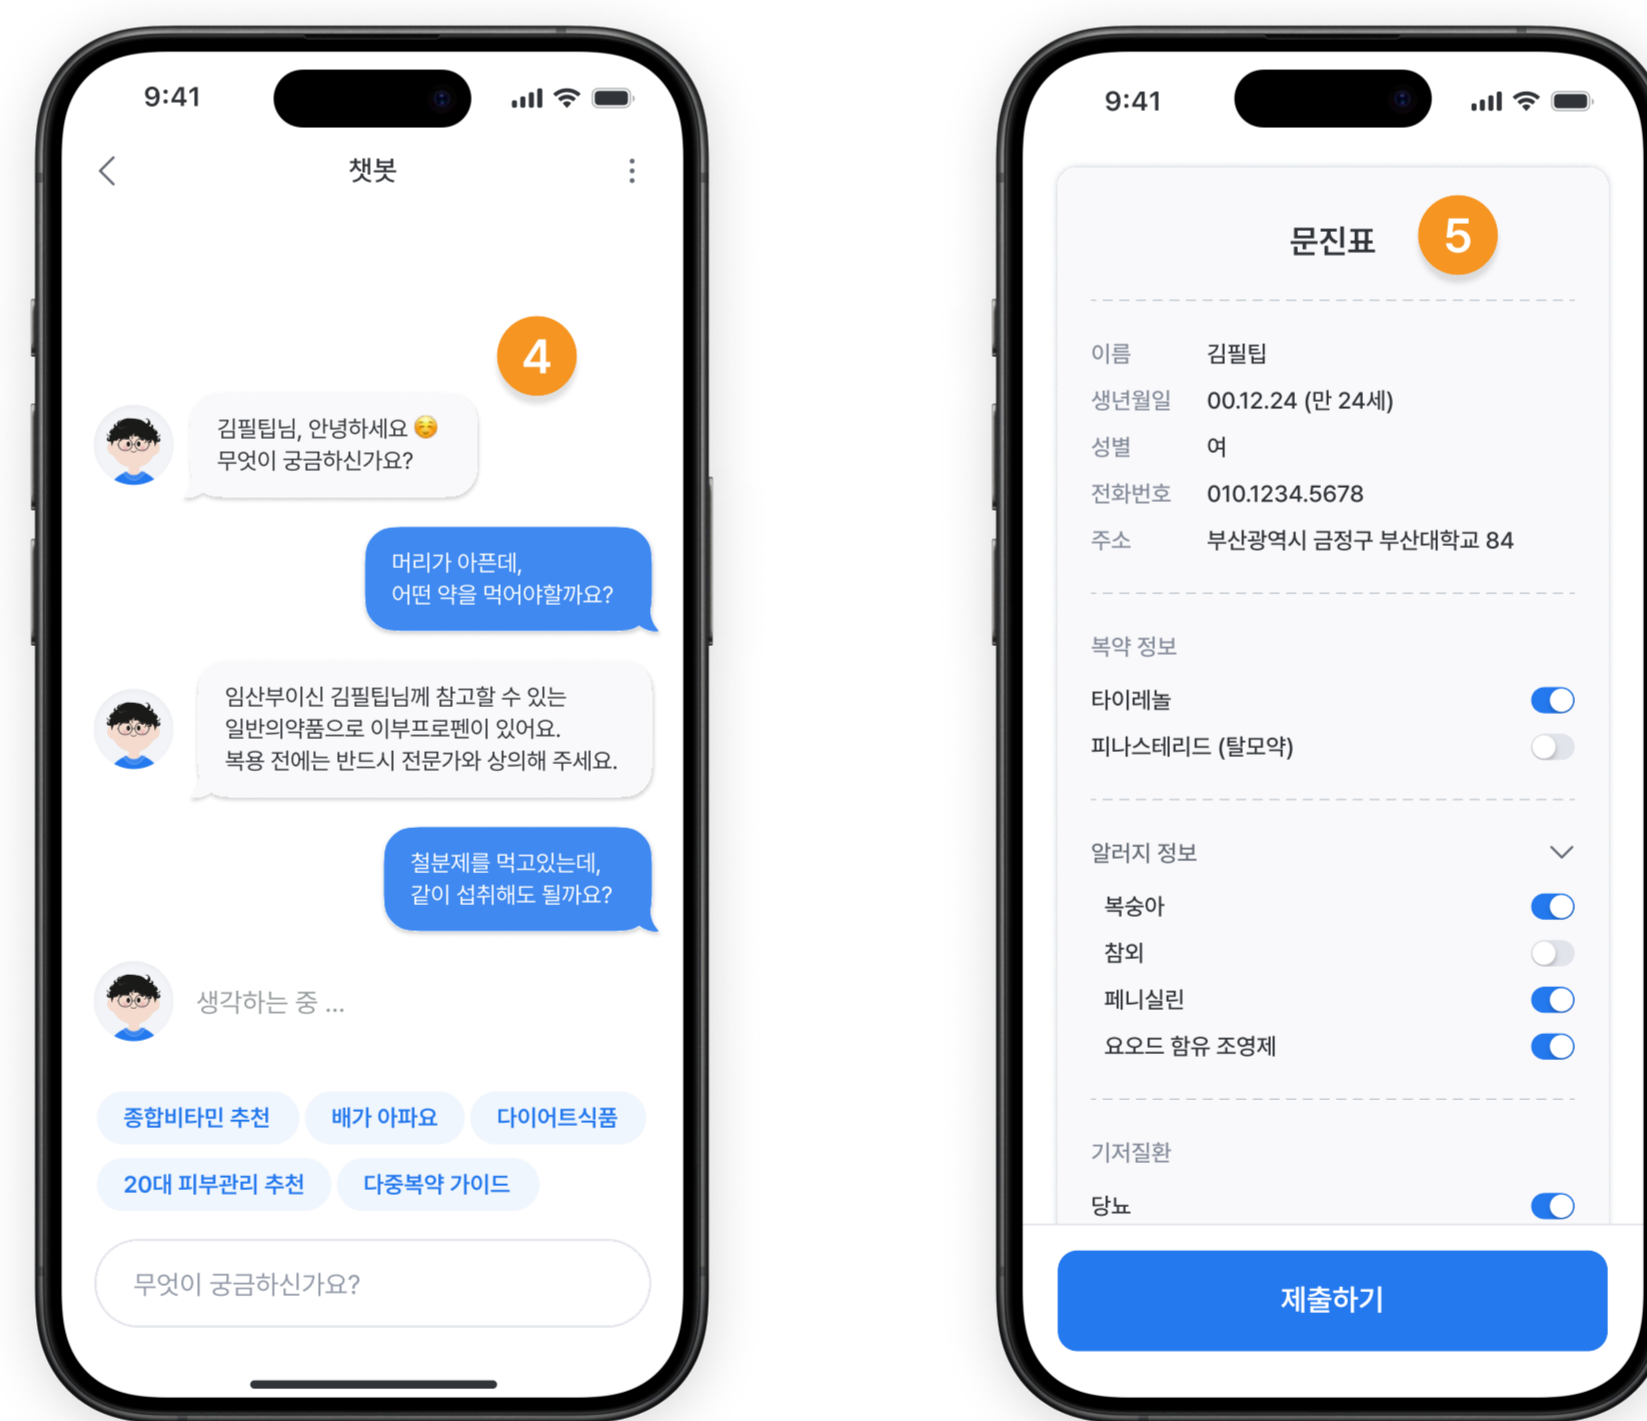 9:41
챗봇
4
김필팁님, 안녕하세요 ☺️
무엇이 궁금하신가요?
머리가 아픈데,
어떤 약을 먹어야할까요?
임산부이신 김필팁님께 참고할 수 있는
일반의약품으로 이부프로펜이 있어요.
복용 전에는 반드시 전문가와 상의해 주세요.
철분제를 먹고있는데,
같이 섭취해도 될까요?
생각하는 중 ...
종합비타민 추천 배가 아파요 다이어트식품
20대 피부관리 추천 다중복약 가이드
무엇이 궁금하신가요?
9:41
문진표 5
이름 김필팁
생년월일 00.12.24 (만 24세)
성별 여
전화번호 010.1234.5678
주소 부산광역시 금정구 부산대학교 84
복약 정보
타이레놀
피나스테리드 (탈모약)
알러지 정보
복숭아
참외
페니실린
요오드 함유 조영제
기저질환
당뇨
제출하기